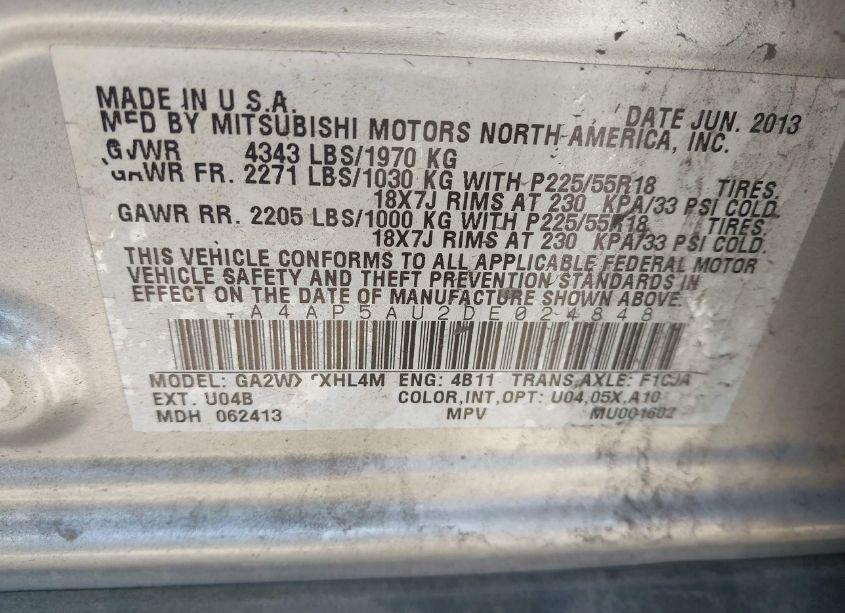 MADE IN U.S.A. DATE JUN. 2013
MFD BY MITSUBISHI MOTORS NORTH AMERICA, INC.
GVWR 4343 LBS/1970 KG
GAWR FR. 2271 LBS/1030 KG WITH P225/55R18 TIRES,
18X7J RIMS AT 230 KPA/33 PSI COLD.
GAWR RR. 2205 LBS/1000 KG WITH P225/55R18 TIRES,
18X7J RIMS AT 230 KPA/33 PSI COLD.
THIS VEHICLE CONFORMS TO ALL APPLICABLE FEDERAL MOTOR
VEHICLE SAFETY AND THEFT PREVENTION STANDARDS IN
EFFECT ON THE DATE OF MANUFACTURE SHOWN ABOVE.
A4AP5AU2DE024848
MODEL: ENG: 4B11 TRANS,AXLE: F1CJA
EXT. U04B COLOR,INT,OPT: U04,05X,A10
MDH 062413 MPV MU001602